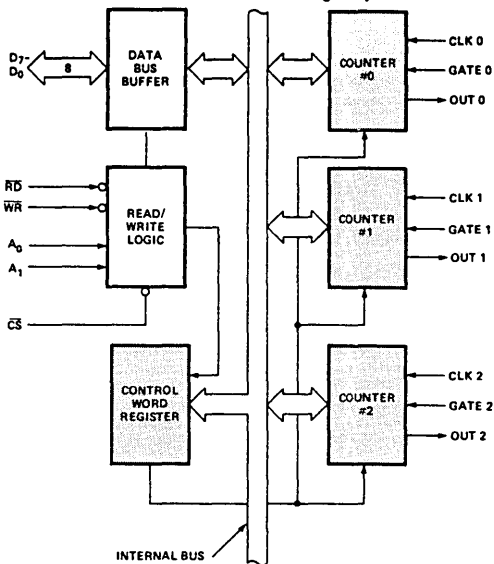 D7-
D0
8
DATA
BUS
BUFFER
COUNTER
#0
CLK 0
GATE 0
OUT 0
RD
WR
A0
A1
CS
READ/
WRITE
LOGIC
COUNTER
#1
CLK 1
GATE 1
OUT 1
CONTROL
WORD
REGISTER
COUNTER
#2
CLK 2
GATE 2
OUT 2
INTERNAL BUS